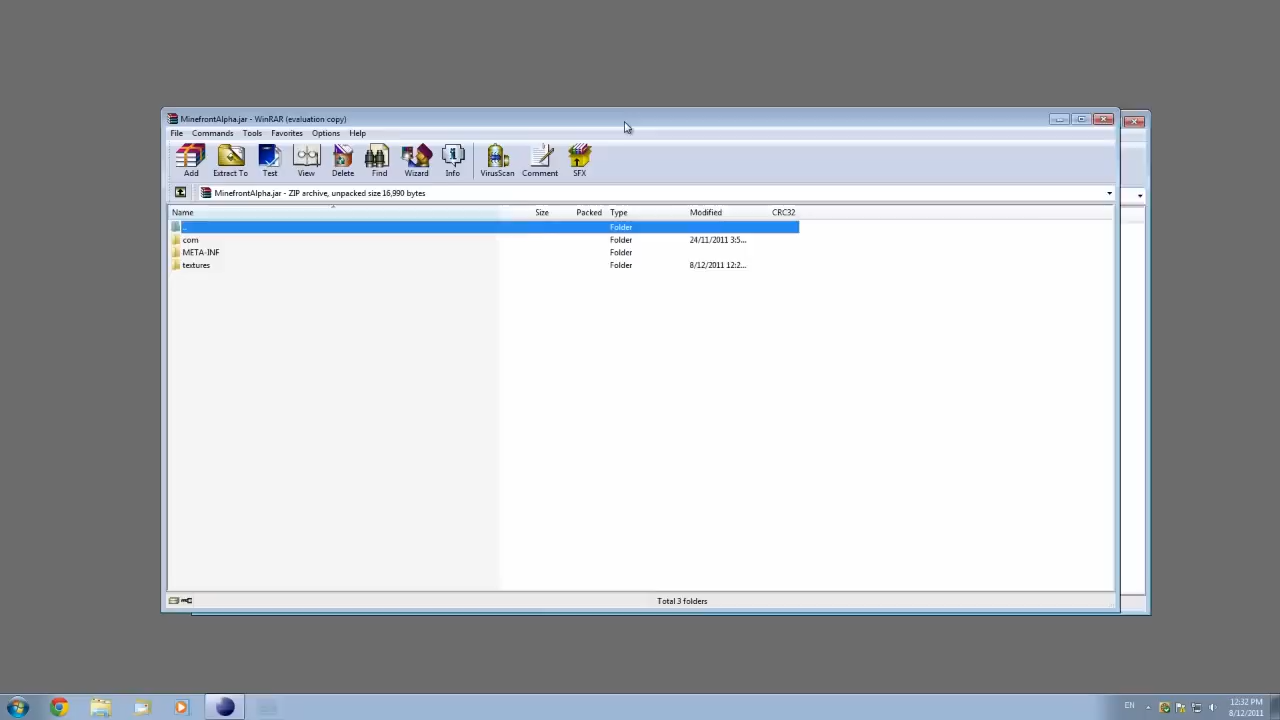 MinefrontAlpha.jar - WinRAR (evaluation copy)
File Commands Tools Favorites Options Help
Add Extract To Test View Delete Find Wizard Info VirusScan Comment SFX
MinefrontAlpha.jar - ZIP archive, unpacked size 16,990 bytes
Name Size Packed Type Modified CRC32
.. Folder
com Folder 24/11/2011 3:5...
META-INF Folder
textures Folder 8/12/2011 12:2...
Total 3 folders
EN 12:32 PM
8/12/2011